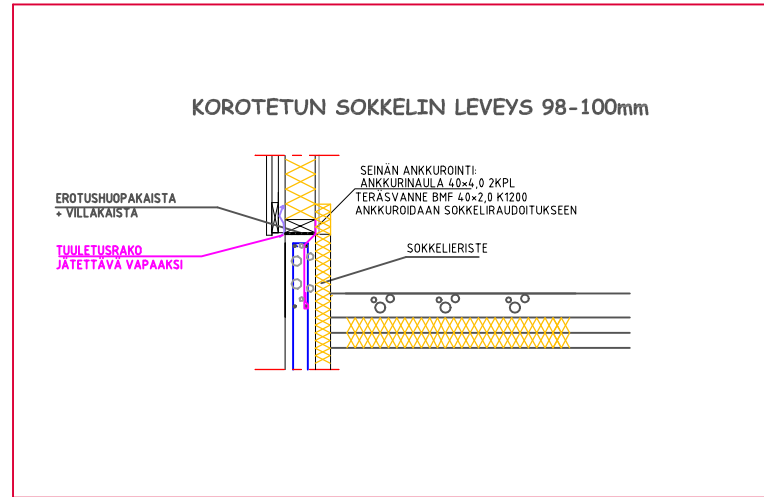 KOROTETUN SOKKELIN LEVEYS 98-100mm
SEINÄN ANKKUROINTI:
ANKKURINAULA 40x4,0 2KPL
TERÄSVANNE BMF 40x2,0 K1200
ANKKUROIDAAN SOKKELIRAUDOITUKSEEN
EROTUSHUOPAKAISTA
+ VILLAKAISTA
TUULETUSRAKO
JÄTETTÄVÄ VAPAAKSI
SOKKELIERISTE